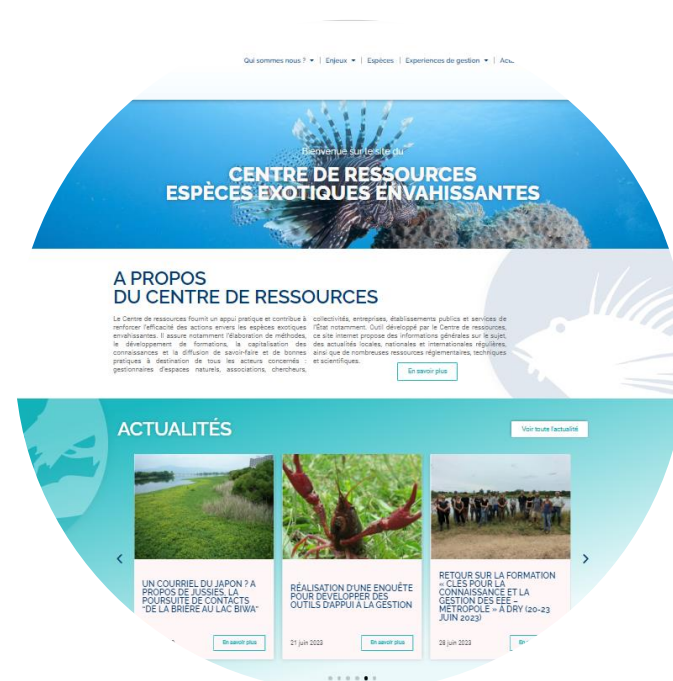 Qui sommes nous ? | Enjeux | Espèces | Experiences de gestion |
Bienvenue sur le site du
CENTRE DE RESSOURCES
ESPÈCES EXOTIQUES ENVAHISSANTES
A PROPOS
DU CENTRE DE RESSOURCES
Le Centre de ressources fournit un appui pratique et contribue à
renforcer l'efficacité des actions envers les espèces exotiques
envahissantes. Il assure notamment l'élaboration de méthodes,
le développement de formations, la capitalisation des
connaissances et la diffusion de savoir-faire et de bonnes
pratiques à destination de tous les acteurs concernés :
gestionnaires d'espaces naturels, associations, chercheurs,
collectivités, entreprises, établissements publics et services de
l'État notamment. Outil développé par le Centre de ressources,
ce site internet propose des informations générales sur le sujet,
des actualités locales, nationales et internationales régulières,
ainsi que de nombreuses ressources réglementaires, techniques
et scientifiques.
En savoir plus
ACTUALITÉS
Voir toute l'actualité
UN COURRIEL DU JAPON ? A
PROPOS DE JUSSIES, LA
POURSUITE DE CONTACTS
"DE LA BRIÈRE AU LAC BIWA"
En savoir plus
RÉALISATION D'UNE ENQUÊTE
POUR DÉVELOPPER DES
OUTILS D'APPUI A LA GESTION
21 juin 2023
En savoir plus
RETOUR SUR LA FORMATION
« CLÉS POUR LA
CONNAISSANCE ET LA
GESTION DES EEE –
MÉTROPOLE » À DRY (20-23
JUIN 2023)
28 juin 2023